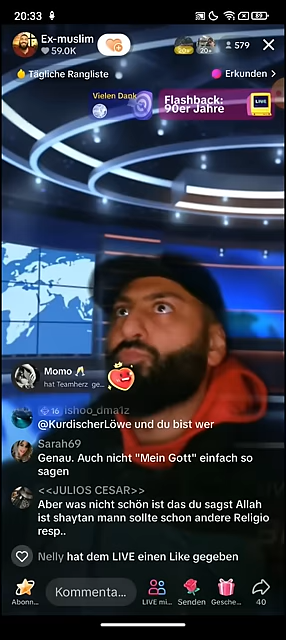 20:33
89
Ex-muslim
59.0K
20+
579
Tägliche Rangliste
Erkunden
Vielen Dank
Flashback:
90er Jahre
LIVE
Momo
hat Teamherz ge...
16 ishoo_dma1z
@KurdischerLöwe und du bist wer
Sarah69
Genau. Auch nicht "Mein Gott" einfach so
sagen
<<JULIOS CESAR>>
Aber was nicht schön ist das du sagst Allah
ist shaytan mann sollte schon andere Religio
resp..
Nelly hat dem LIVE einen Like gegeben
Kommenta...
Abonn...
LIVE mi...
Senden
Gesche...
40